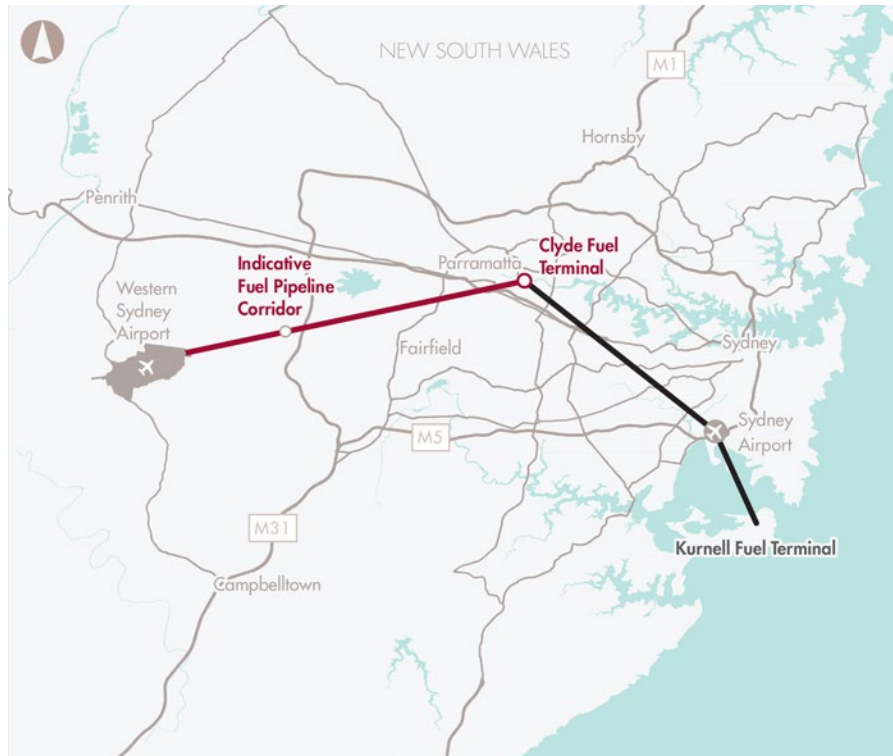 NEW SOUTH WALES
M1
Hornsby
Penrith
Clyde Fuel
Terminal
Parramatta
Indicative
Fuel Pipeline
Corridor
Western
Sydney
Airport
Fairfield
Sydney
Sydney
Airport
M5
M31
Kurnell Fuel Terminal
Campbelltown